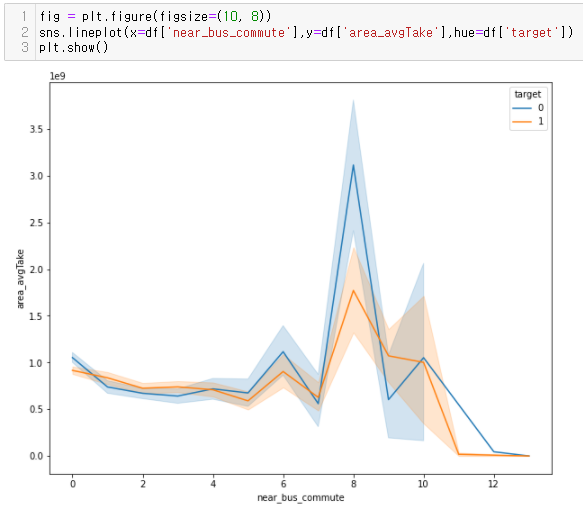 1 fig = plt.figure(figsize=(10, 8))
2 sns.lineplot(x=df['near_bus_commute'],y=df['area_avgTake'],hue=df['target'])
3 plt.show()
1e9
target
0
1
3.5
3.0
2.5
2.0
1.5
1.0
0.5
0.0
area_avgTake
0 2 4 6 8 10 12
near_bus_commute